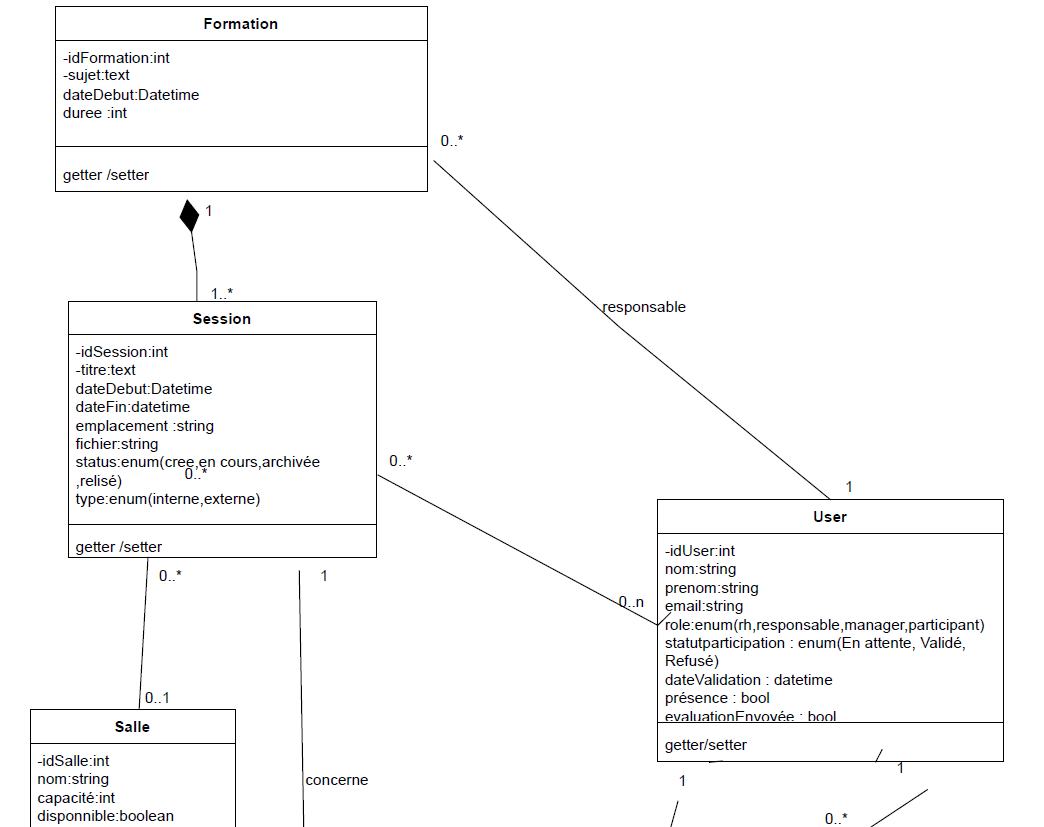 Formation
-idFormation:int
-sujet:text
dateDebut:Datetime
duree :int
0..*
getter /setter
1
1..*
responsable
Session
-idSession:int
-titre:text
dateDebut:Datetime
dateFin:datetime
emplacement :string
fichier:string
status:enum(cree,en cours,archivée
,relisé)
0..*
type:enum(interne,externe)
getter /setter
0..*
1
User
-idUser:int
nom:string
prenom:string
email:string
role:enum(rh,responsable,manager,participant)
statutparticipation : enum(En attente, Validé,
Refusé)
dateValidation : datetime
présence : bool
evaluationEnvoyée : bool
getter/setter
0..n
0..*
1
0..1
Salle
-idSalle:int
nom:string
capacité:int
disponnible:boolean
concerne
1
1
0..*